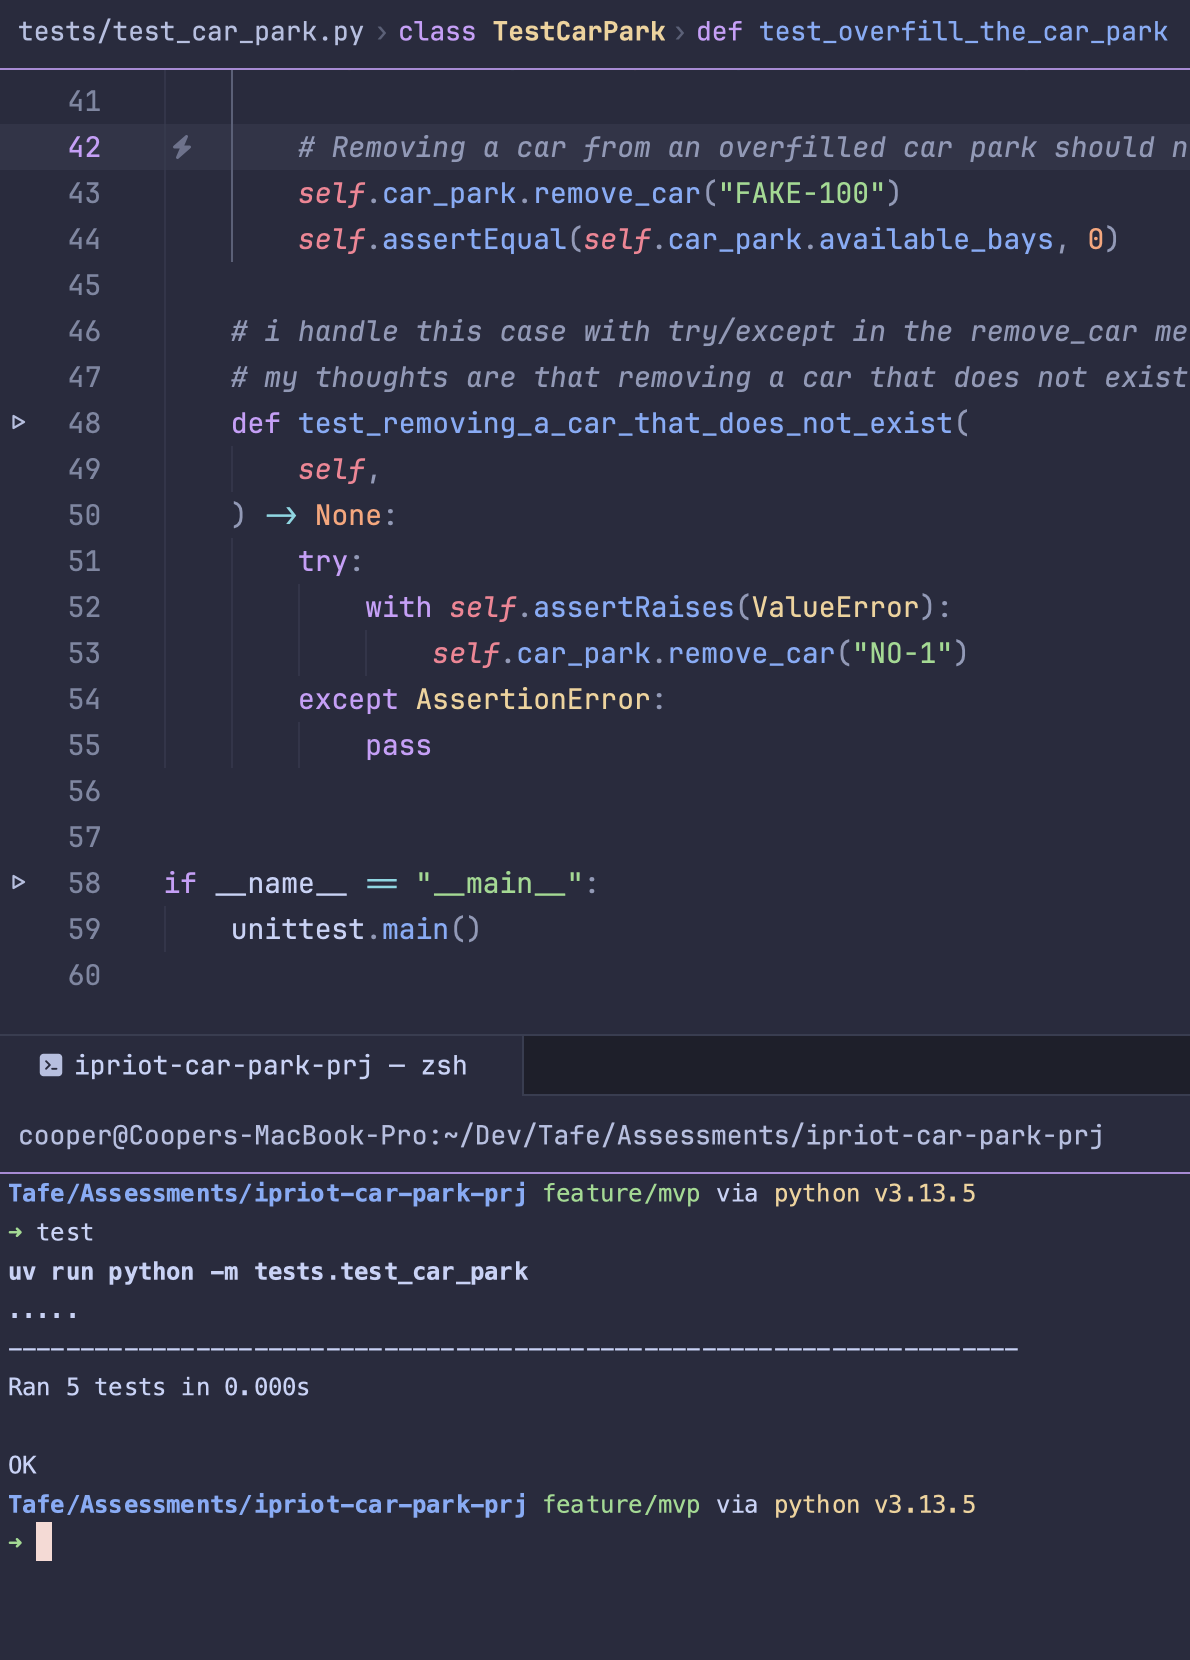 tests/test_car_park.py › class TestCarPark › def test_overfill_the_car_park
41
42 # Removing a car from an overfilled car park should n
43 self.car_park.remove_car("FAKE-100")
44 self.assertEqual(self.car_park.available_bays, 0)
45
46 # i handle this case with try/except in the remove_car me
47 # my thoughts are that removing a car that does not exist
48 def test_removing_a_car_that_does_not_exist(
49 self,
50 ) -> None:
51 try:
52 with self.assertRaises(ValueError):
53 self.car_park.remove_car("NO-1")
54 except AssertionError:
55 pass
56
57
58 if __name__ == "__main__":
59 unittest.main()
60
ipriot-car-park-prj — zsh
cooper@Coopers-MacBook-Pro:~/Dev/Tafe/Assessments/ipriot-car-park-prj
Tafe/Assessments/ipriot-car-park-prj feature/mvp via python v3.13.5
➜ test
uv run python -m tests.test_car_park
.....
----------------------------------------------------------------------
Ran 5 tests in 0.000s
OK
Tafe/Assessments/ipriot-car-park-prj feature/mvp via python v3.13.5
➜